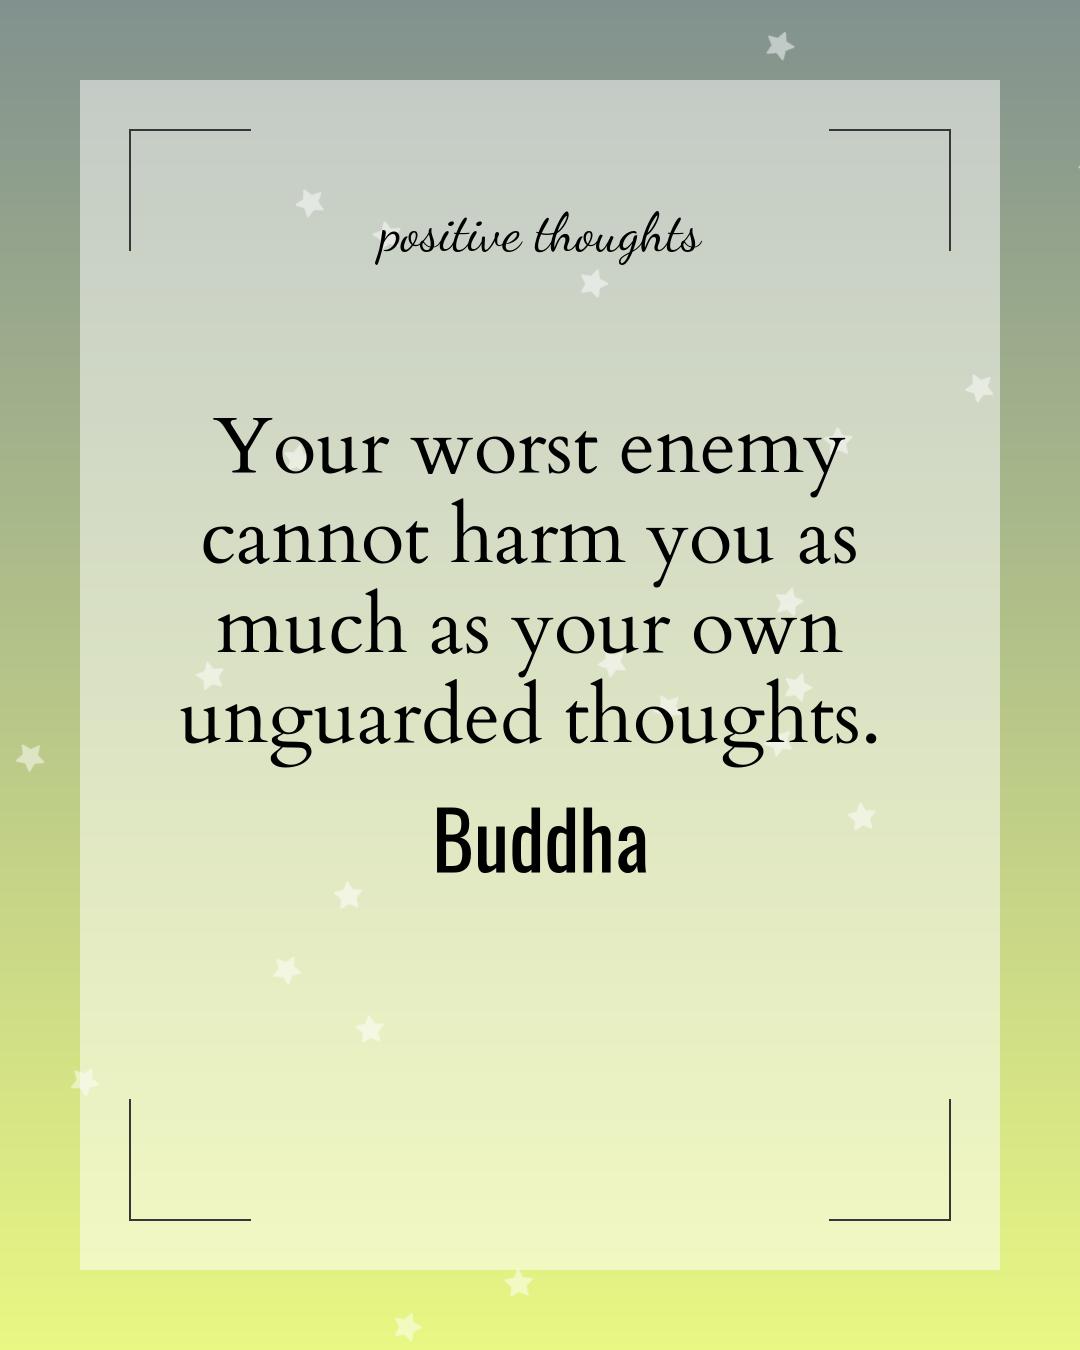 positive thoughts
Your worst enemy
cannot harm you as
much as your own
unguarded thoughts.
Buddha